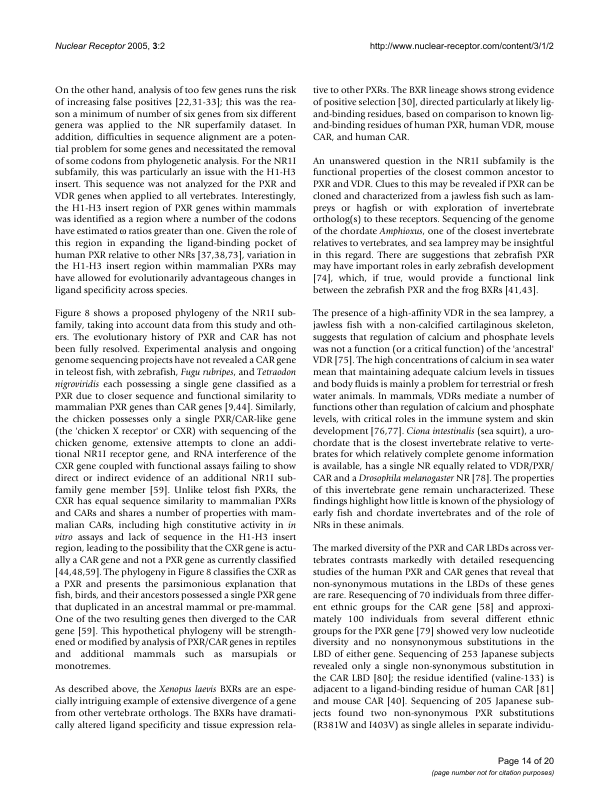 Nuclear Receptor 2005, 3:2
http://www.nuclear-receptor.com/content/3/1/2
On the other hand, analysis of too few genes runs the risk
of increasing false positives [22,31-33]; this was the rea-
son a minimum of number of six genes from six different
genera was applied to the NR superfamily dataset. In
addition, difficulties in sequence alignment are a poten-
tial problem for some genes and necessitated the removal
of some codons from phylogenetic analysis. For the NR1I
subfamily, this was particularly an issue with the H1-H3
insert. This sequence was not analyzed for the PXR and
VDR genes when applied to all vertebrates. Interestingly,
the H1-H3 insert region of PXR genes within mammals
was identified as a region where a number of the codons
have estimated ω ratios greater than one. Given the role of
this region in expanding the ligand-binding pocket of
human PXR relative to other NRs [37,38,73], variation in
the H1-H3 insert region within mammalian PXRs may
have allowed for evolutionarily advantageous changes in
ligand specificity across species.
Figure 8 shows a proposed phylogeny of the NR1I sub-
family, taking into account data from this study and oth-
ers. The evolutionary history of PXR and CAR has not
been fully resolved. Experimental analysis and ongoing
genome sequencing projects have not revealed a CAR gene
in teleost fish, with zebrafish, Fugu rubripes, and Tetraodon
nigroviridis each possessing a single gene classified as a
PXR due to closer sequence and functional similarity to
mammalian PXR genes than CAR genes [9,44]. Similarly,
the chicken possesses only a single PXR/CAR-like gene
(the 'chicken X receptor' or CXR) with sequencing of the
chicken genome, extensive attempts to clone an addi-
tional NR1I receptor gene, and RNA interference of the
CXR gene coupled with functional assays failing to show
direct or indirect evidence of an additional NR1I sub-
family gene member [59]. Unlike telost fish PXRs, the
CXR has equal sequence similarity to mammalian PXRs
and CARs and shares a number of properties with mam-
malian CARs, including high constitutive activity in in
vitro assays and lack of sequence in the H1-H3 insert
region, leading to the possibility that the CXR gene is actu-
ally a CAR gene and not a PXR gene as currently classified
[44,48,59]. The phylogeny in Figure 8 classifies the CXR as
a PXR and presents the parsimonious explanation that
fish, birds, and their ancestors possessed a single PXR gene
that duplicated in an ancestral mammal or pre-mammal.
One of the two resulting genes then diverged to the CAR
gene [59]. This hypothetical phylogeny will be strength-
ened or modified by analysis of PXR/CAR genes in reptiles
and additional mammals such as marsupials or
monotremes.
As described above, the Xenopus laevis BXRs are an espe-
cially intriguing example of extensive divergence of a gene
from other vertebrate orthologs. The BXRs have dramati-
cally altered ligand specificity and tissue expression rela-
tive to other PXRs. The BXR lineage shows strong evidence
of positive selection [30], directed particularly at likely lig-
and-binding residues, based on comparison to known lig-
and-binding residues of human PXR, human VDR, mouse
CAR, and human CAR.
An unanswered question in the NR1I subfamily is the
functional properties of the closest common ancestor to
PXR and VDR. Clues to this may be revealed if PXR can be
cloned and characterized from a jawless fish such as lam-
preys or hagfish or with exploration of invertebrate
ortholog(s) to these receptors. Sequencing of the genome
of the chordate Amphioxus, one of the closest invertebrate
relatives to vertebrates, and sea lamprey may be insightful
in this regard. There are suggestions that zebrafish PXR
may have important roles in early zebrafish development
[74], which, if true, would provide a functional link
between the zebrafish PXR and the frog BXRs [41,43].
The presence of a high-affinity VDR in the sea lamprey, a
jawless fish with a non-calcified cartilaginous skeleton,
suggests that regulation of calcium and phosphate levels
was not a function (or a critical function) of the 'ancestral'
VDR [75]. The high concentrations of calcium in sea water
mean that maintaining adequate calcium levels in tissues
and body fluids is mainly a problem for terrestrial or fresh
water animals. In mammals, VDRs mediate a number of
functions other than regulation of calcium and phosphate
levels, with critical roles in the immune system and skin
development [76,77]. Ciona intestinalis (sea squirt), a uro-
chordate that is the closest invertebrate relative to verte-
brates for which relatively complete genome information
is available, has a single NR equally related to VDR/PXR/
CAR and a Drosophila melanogaster NR [78]. The properties
of this invertebrate gene remain uncharacterized. These
findings highlight how little is known of the physiology of
early fish and chordate invertebrates and of the role of
NRs in these animals.
The marked diversity of the PXR and CAR LBDs across ver-
tebrates contrasts markedly with detailed resequencing
studies of the human PXR and CAR genes that reveal that
non-synonymous mutations in the LBDs of these genes
are rare. Resequencing of 70 individuals from three differ-
ent ethnic groups for the CAR gene [58] and approxi-
mately 100 individuals from several different ethnic
groups for the PXR gene [79] showed very low nucleotide
diversity and no nonsynonymous substitutions in the
LBD of either gene. Sequencing of 253 Japanese subjects
revealed only a single non-synonymous substitution in
the CAR LBD [80]; the residue identified (valine-133) is
adjacent to a ligand-binding residue of human CAR [81]
and mouse CAR [40]. Sequencing of 205 Japanese sub-
jects found two non-synonymous PXR substitutions
(R381W and I403V) as single alleles in separate individu-
Page 14 of 20
(page number not for citation purposes)